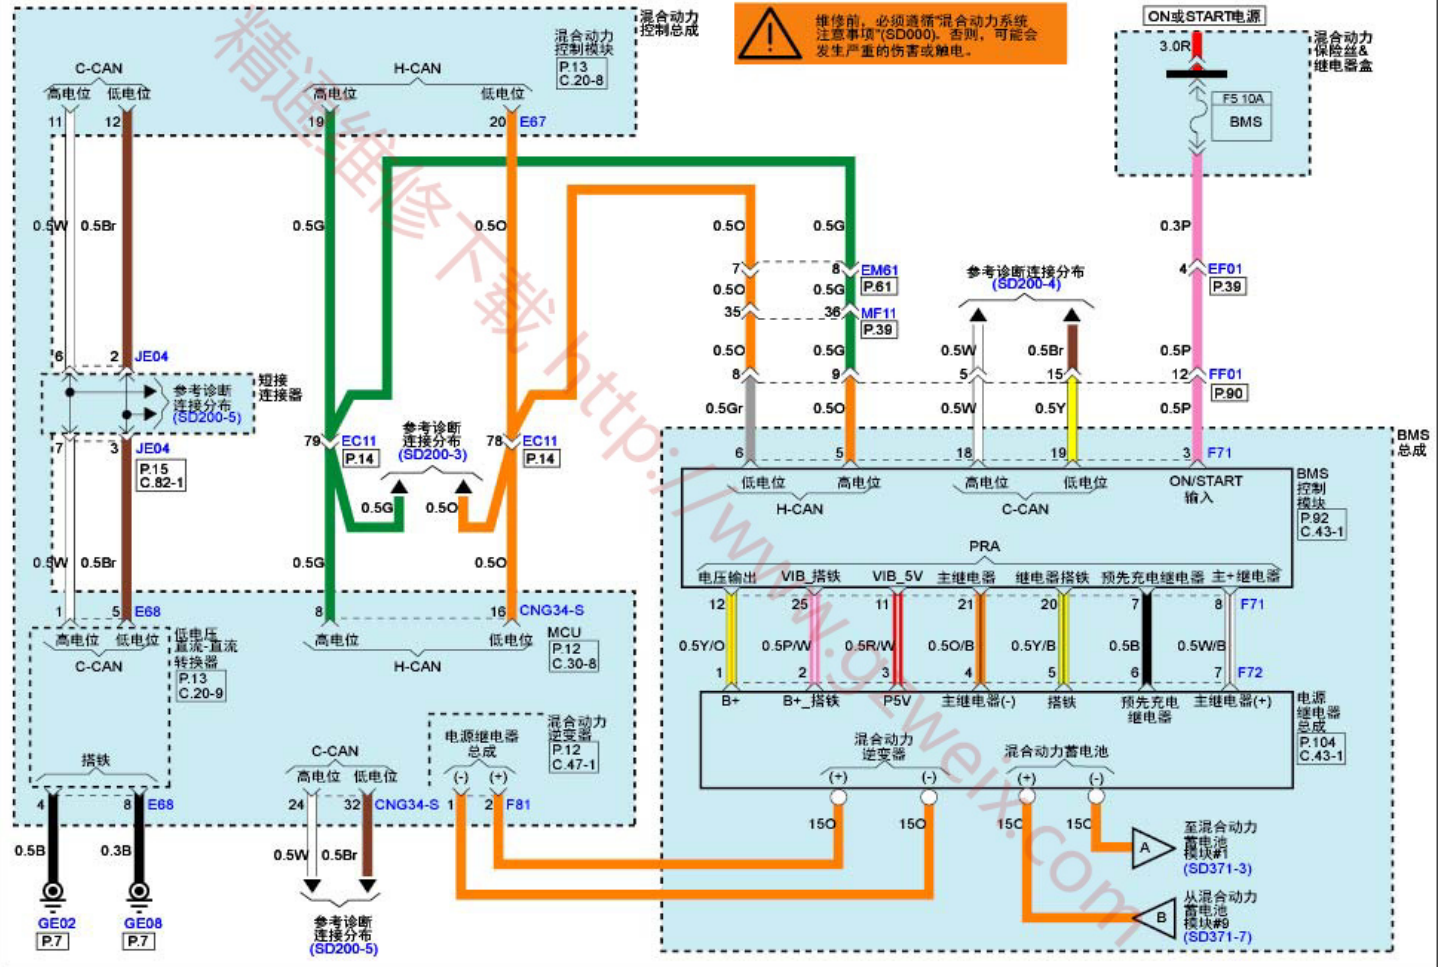 混合动力
控制总成
混合动力
控制模块
P.13
C.20-8
C-CAN
高电位 低电位
H-CAN
高电位
低电位
11
12
19
20
E67
维修前，必须遵循"混合动力系统
注意事项"(SD000)。否则，可能会
发生严重的伤害或触电。
ON或START电源
3.0R
混合动力
保险丝&
继电器盒
F5 10A
BMS
0.5W
0.5Br
0.5G
0.5O
0.5O
0.5G
0.3P
7
8
EM61
P.61
0.5O
0.5G
35
36
MF11
P.39
参考诊断连接分布
(SD200-4)
4
EF01
P.39
0.5O
0.5G
0.5W
0.5Br
0.5P
8
9
5
15
12
FF01
P.90
0.5Gr
0.5O
0.5W
0.5Y
0.5P
6
2
JE04
参考诊断
连接分布
(SD200-5)
短接
连接器
7
3
JE04
P.15
C.82-1
79
EC11
P.14
参考诊断
连接分布
(SD200-3)
78
EC11
P.14
0.5G
0.5O
BMS
总成
6
5
18
19
3
F71
低电位
高电位
H-CAN
高电位
低电位
C-CAN
ON/START
输入
BMS
控制
模块
P.92
C.43-1
0.5W
0.5Br
0.5G
0.5O
PRA
电压输出
VIB_搭铁
VIB_5V
主继电器
继电器搭铁
预先充电继电器
主+继电器
12
25
11
21
20
7
8
F71
0.5Y/O
0.5P/W
0.5R/W
0.5O/B
0.5Y/B
0.5B
0.5W/B
1
2
3
4
5
6
7
F72
B+
B+_搭铁
P5V
主继电器(-)
搭铁
预先充电
继电器
主继电器(+)
电源
继电器
总成
P.104
C.43-1
1
5
E68
高电位
低电位
C-CAN
低电压
直流-直流
转换器
P.13
C.20-9
8
16
CNG34-S
高电位
低电位
H-CAN
MCU
P.12
C.30-8
搭铁
4
8
E68
0.5B
0.3B
GE02
P.7
GE08
P.7
C-CAN
高电位
低电位
24
32
CNG34-S
0.5W
0.5Br
参考诊断
连接分布
(SD200-5)
电源继电器
总成
(-)
(+)
1
2
F81
混合动力
逆变器
P.12
C.47-1
混合动力
逆变器
(+)
(-)
混合动力蓄电池
(+)
(-)
15O
15O
15O
15O
A
至混合动力
蓄电池
模块#1
(SD371-3)
B
从混合动力
蓄电池
模块#9
(SD371-7)
精通维修下载 http://www.gzweix.com